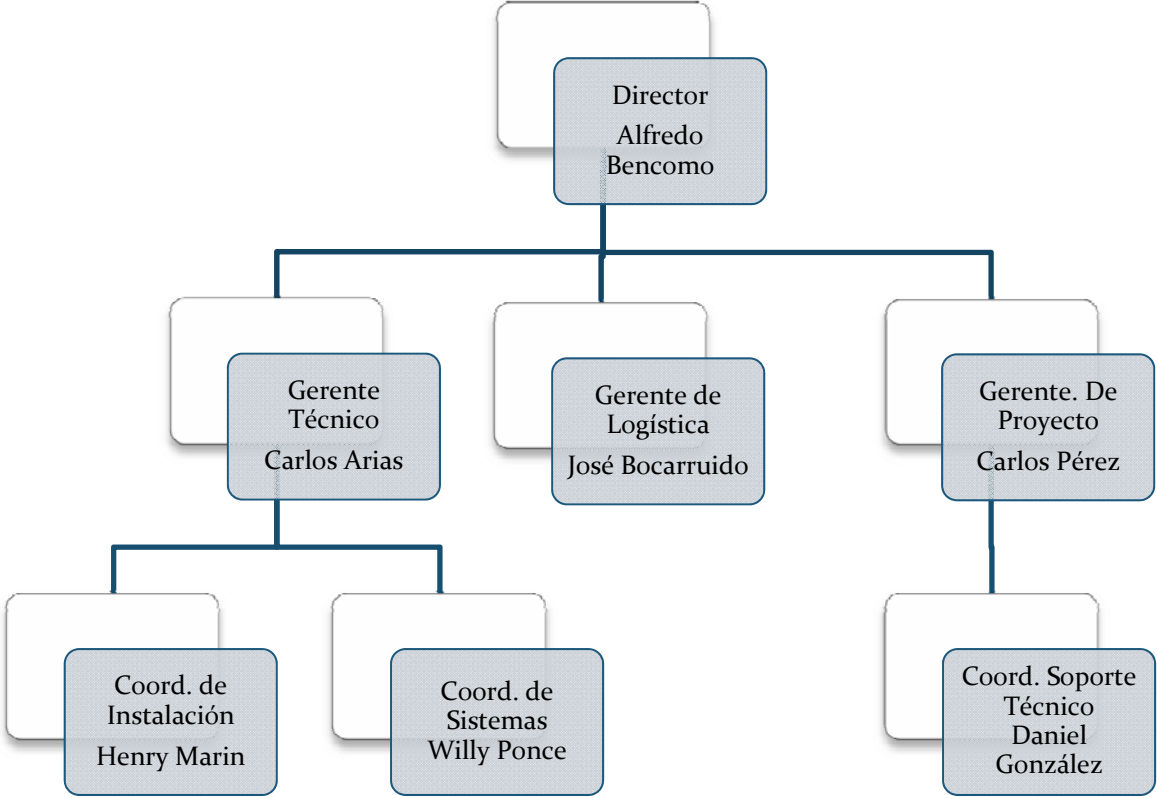 Director
Alfredo
Bencomo
Gerente
Técnico
Carlos Arias
Gerente de
Logística
José Bocarruido
Gerente. De
Proyecto
Carlos Pérez
Coord. de
Instalación
Henry Marin
Coord. de
Sistemas
Willy Ponce
Coord. Soporte
Técnico
Daniel
González